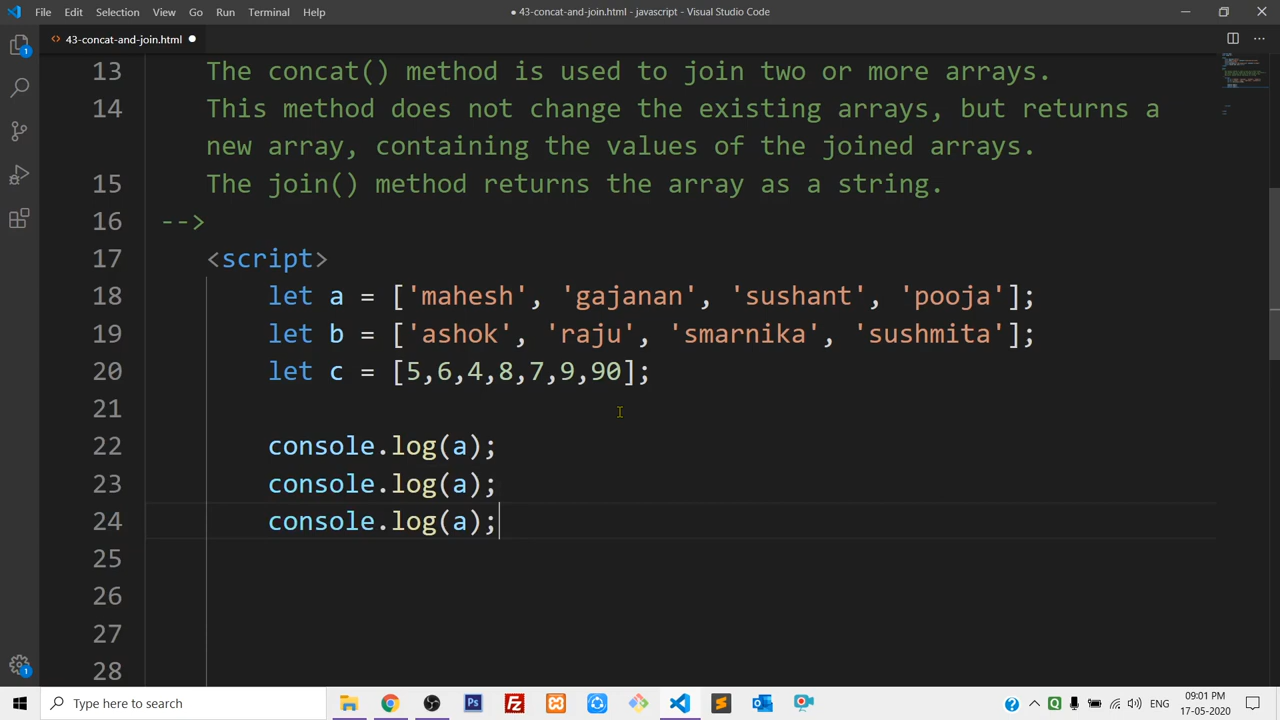 File Edit Selection View Go Run Terminal Help
● 43-concat-and-join.html - javascript - Visual Studio Code
<> 43-concat-and-join.html ●
13 The concat() method is used to join two or more arrays.
14 This method does not change the existing arrays, but returns a
new array, containing the values of the joined arrays.
15 The join() method returns the array as a string.
16 -->
17 <script>
18 let a = ['mahesh', 'gajanan', 'sushant', 'pooja'];
19 let b = ['ashok', 'raju', 'smarnika', 'sushmita'];
20 let c = [5,6,4,8,7,9,90];
21
22 console.log(a);
23 console.log(a);
24 console.log(a);
25
26
27
28
1
1
Type here to search
Ps
Fz
ENG
09:01 PM
17-05-2020